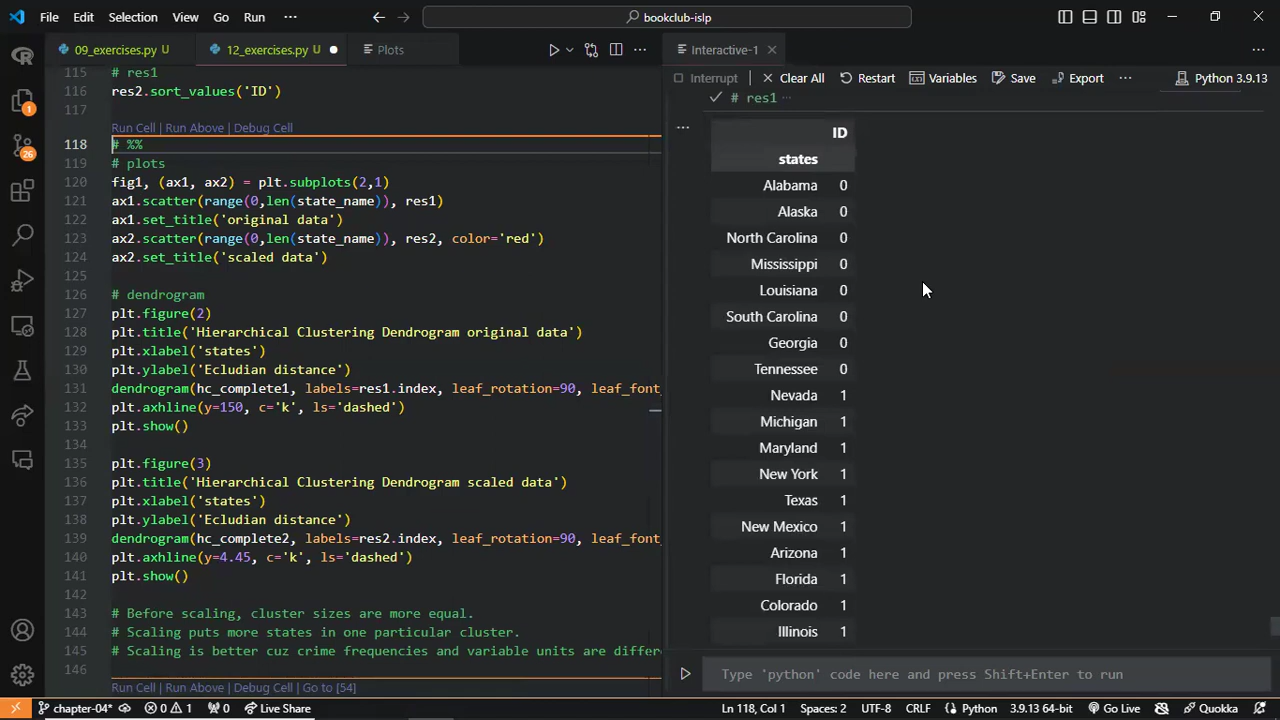 File Edit Selection View Go Run ··· bookclub-islp
09_exercises.py 12_exercises.py Plots Interactive-1
Interrupt Clear All Restart Variables Save Export ··· Python 3.9.13
115 # res1
116 res2.sort_values('ID')
117
Run Cell | Run Above | Debug Cell
118 # %%
119 # plots
120 fig1, (ax1, ax2) = plt.subplots(2,1)
121 ax1.scatter(range(0,len(state_name)), res1)
122 ax1.set_title('original data')
123 ax2.scatter(range(0,len(state_name)), res2, color='red')
124 ax2.set_title('scaled data')
125
126 # dendrogram
127 plt.figure(2)
128 plt.title('Hierarchical Clustering Dendrogram original data')
129 plt.xlabel('states')
130 plt.ylabel('Ecludian distance')
131 dendrogram(hc_complete1, labels=res1.index, leaf_rotation=90, leaf_font_
132 plt.axhline(y=150, c='k', ls='dashed')
133 plt.show()
134
135 plt.figure(3)
136 plt.title('Hierarchical Clustering Dendrogram scaled data')
137 plt.xlabel('states')
138 plt.ylabel('Ecludian distance')
139 dendrogram(hc_complete2, labels=res2.index, leaf_rotation=90, leaf_font_
140 plt.axhline(y=4.45, c='k', ls='dashed')
141 plt.show()
142
143 # Before scaling, cluster sizes are more equal.
144 # Scaling puts more states in one particular cluster.
145 # Scaling is better cuz crime frequencies and variable units are differe
146
Run Cell | Run Above | Debug Cell | Go to [54]
# res1 ···
ID
states
Alabama 0
Alaska 0
North Carolina 0
Mississippi 0
Louisiana 0
South Carolina 0
Georgia 0
Tennessee 0
Nevada 1
Michigan 1
Maryland 1
New York 1
Texas 1
New Mexico 1
Arizona 1
Florida 1
Colorado 1
Illinois 1
Type 'python' code here and press Shift+Enter to run
1
26
chapter-04* 0 1 0 Live Share Ln 118, Col 1 Spaces: 2 UTF-8 CRLF Python 3.9.13 64-bit Go Live Quokka